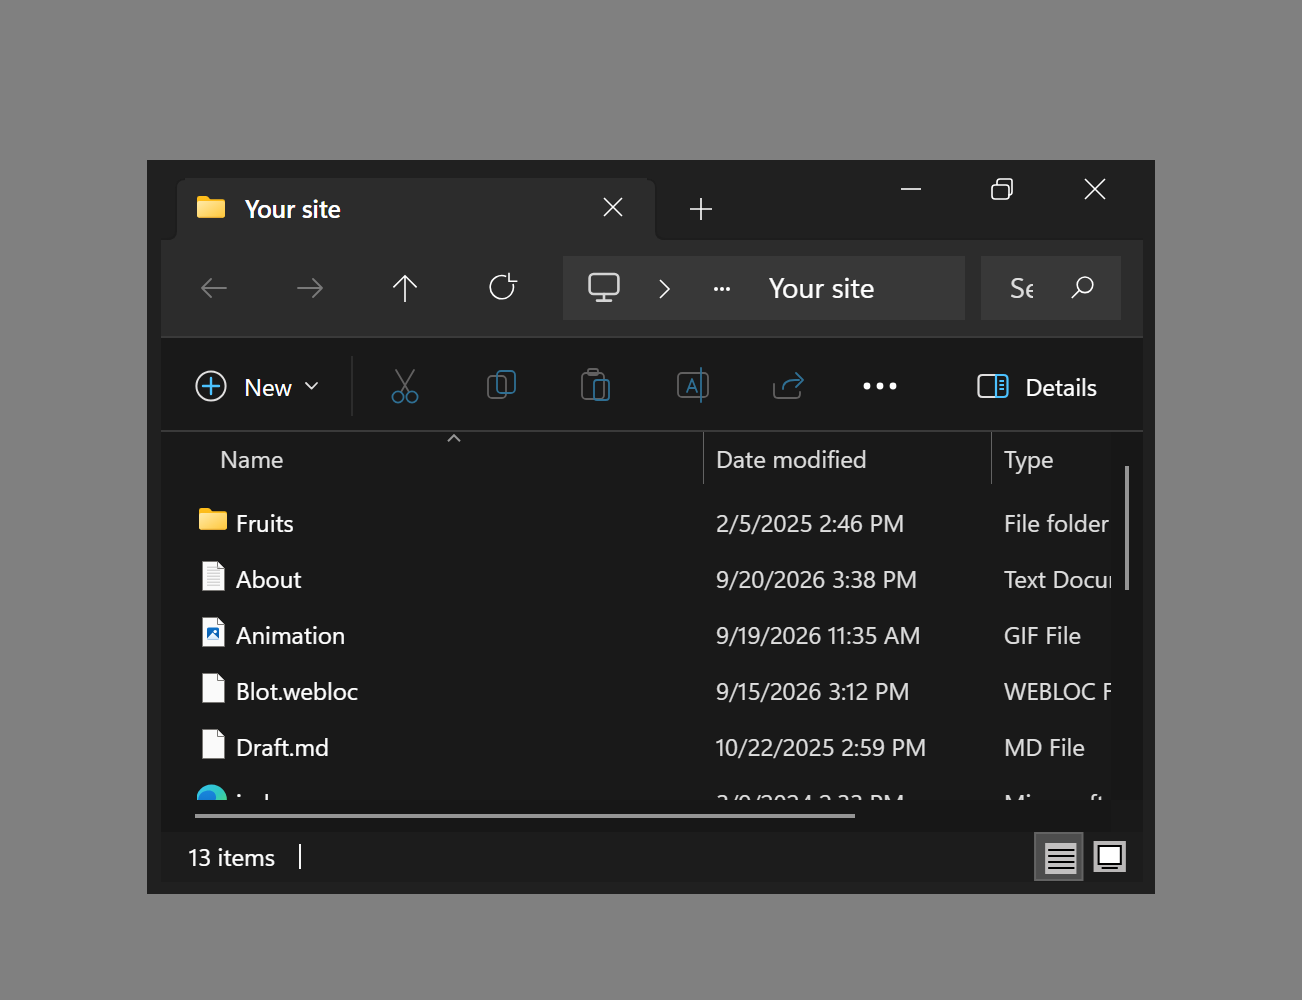 Your site
Your site
New
Details
Name Date modified Type
Fruits 2/5/2025 2:46 PM File folder
About 9/20/2026 3:38 PM Text
Animation 9/19/2026 11:35 AM GIF File
Blot.webloc 9/15/2026 3:12 PM WEBLOC
Draft.md 10/22/2025 2:59 PM MD File
13 items